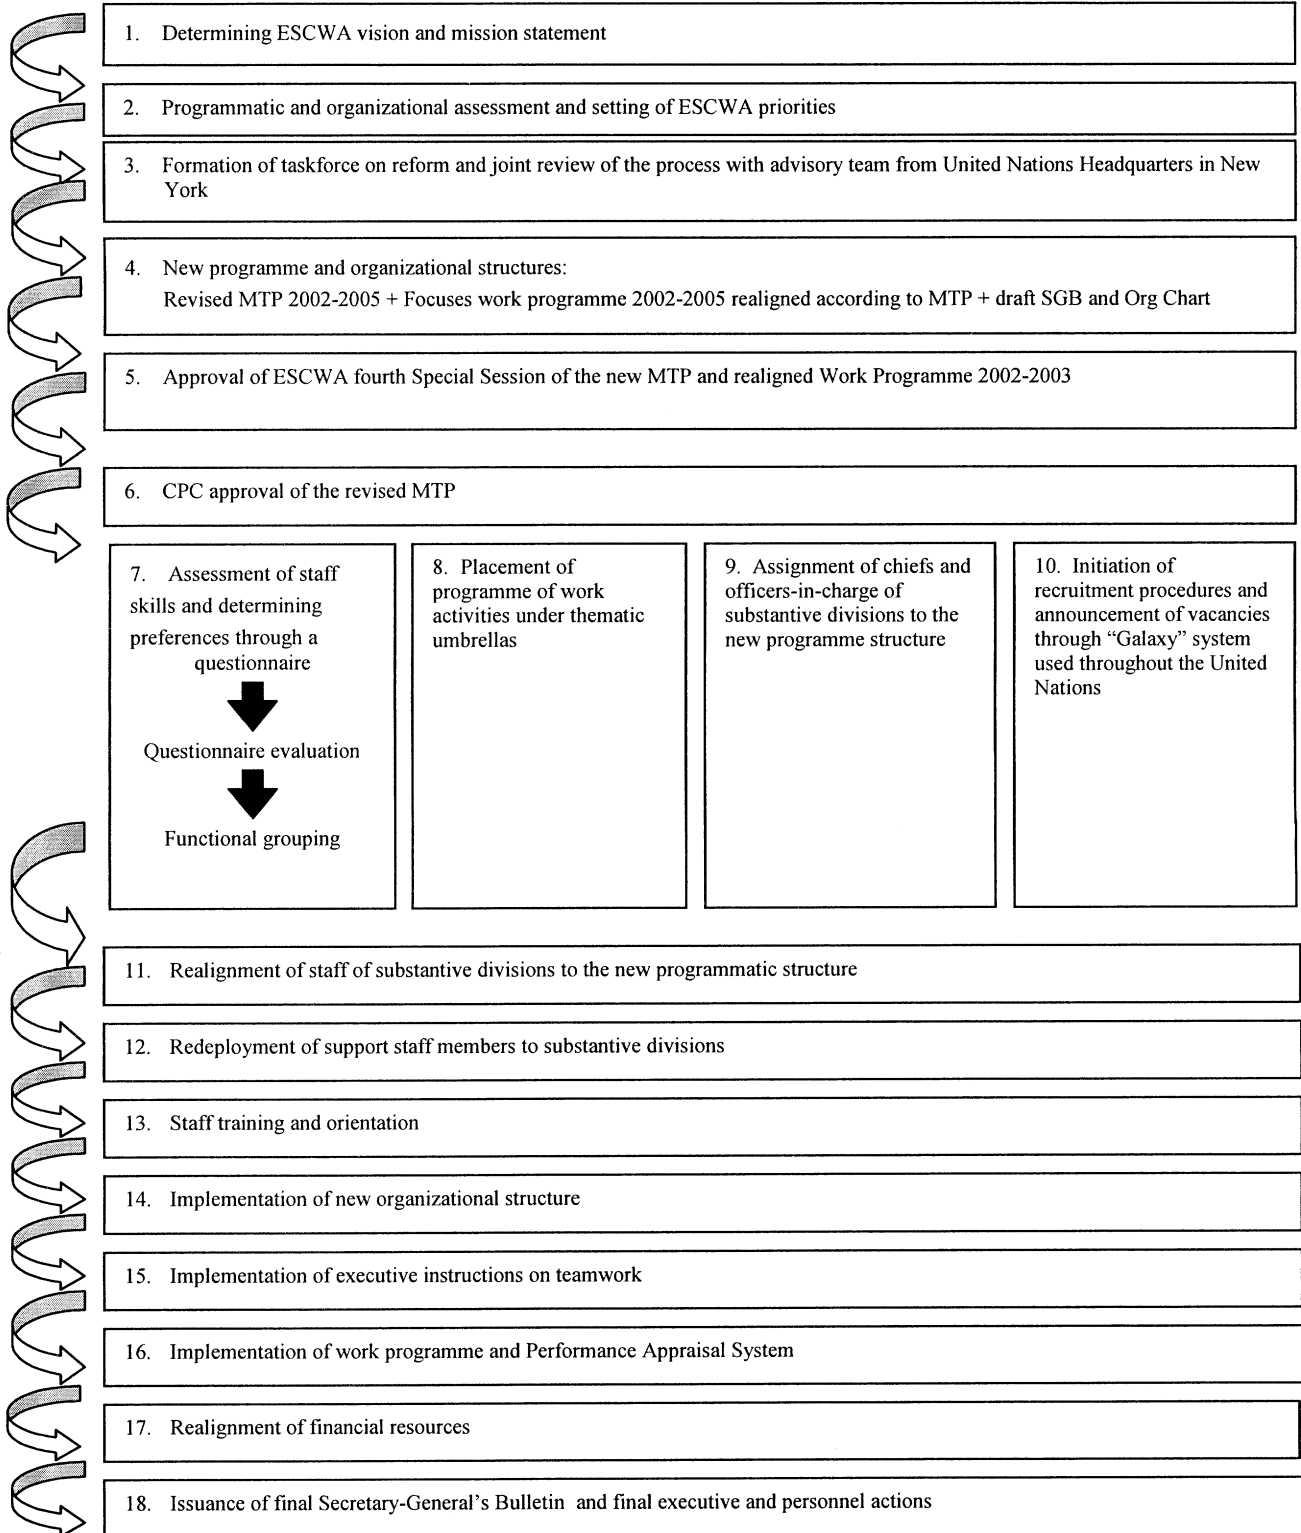 1. Determining ESCWA vision and mission statement
2. Programmatic and organizational assessment and setting of ESCWA priorities
3. Formation of taskforce on reform and joint review of the process with advisory team from United Nations Headquarters in New
York
4. New programme and organizational structures:
Revised MTP 2002-2005 + Focuses work programme 2002-2005 realigned according to MTP + draft SGB and Org Chart
5. Approval of ESCWA fourth Special Session of the new MTP and realigned Work Programme 2002-2003
6. CPC approval of the revised MTP
7. Assessment of staff
skills and determining
preferences through a
questionnaire
Questionnaire evaluation
Functional grouping
8. Placement of
programme of work
activities under thematic
umbrellas
9. Assignment of chiefs and
officers-in-charge of
substantive divisions to the
new programme structure
10. Initiation of
recruitment procedures and
announcement of vacancies
through “Galaxy” system
used throughout the United
Nations
11. Realignment of staff of substantive divisions to the new programmatic structure
12. Redeployment of support staff members to substantive divisions
13. Staff training and orientation
14. Implementation of new organizational structure
15. Implementation of executive instructions on teamwork
16. Implementation of work programme and Performance Appraisal System
17. Realignment of financial resources
18. Issuance of final Secretary-General’s Bulletin and final executive and personnel actions